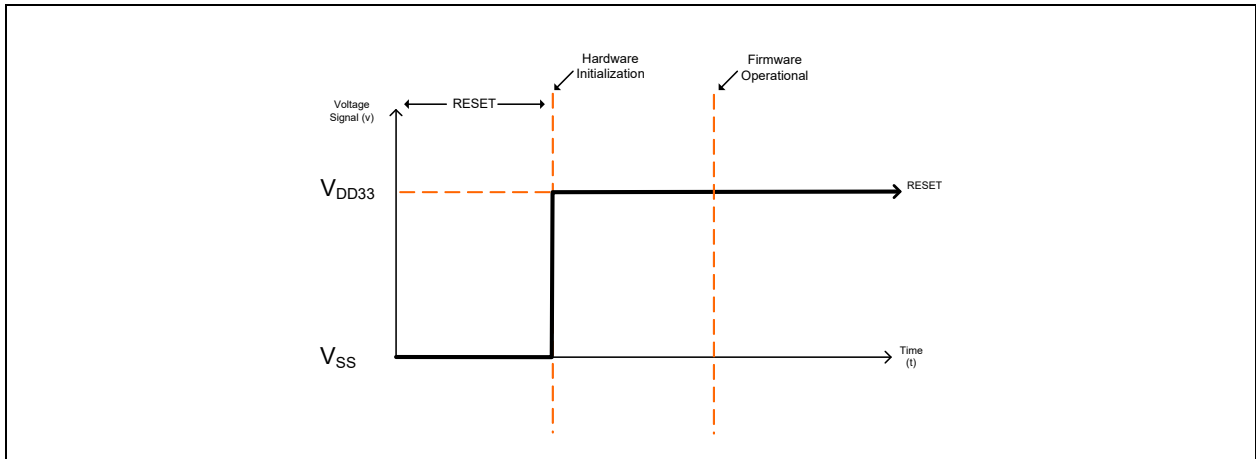 Hardware
Initialization
Firmware
Operational
Voltage
Signal (v)
RESET
VDD33
RESET
VSS
Time
(t)